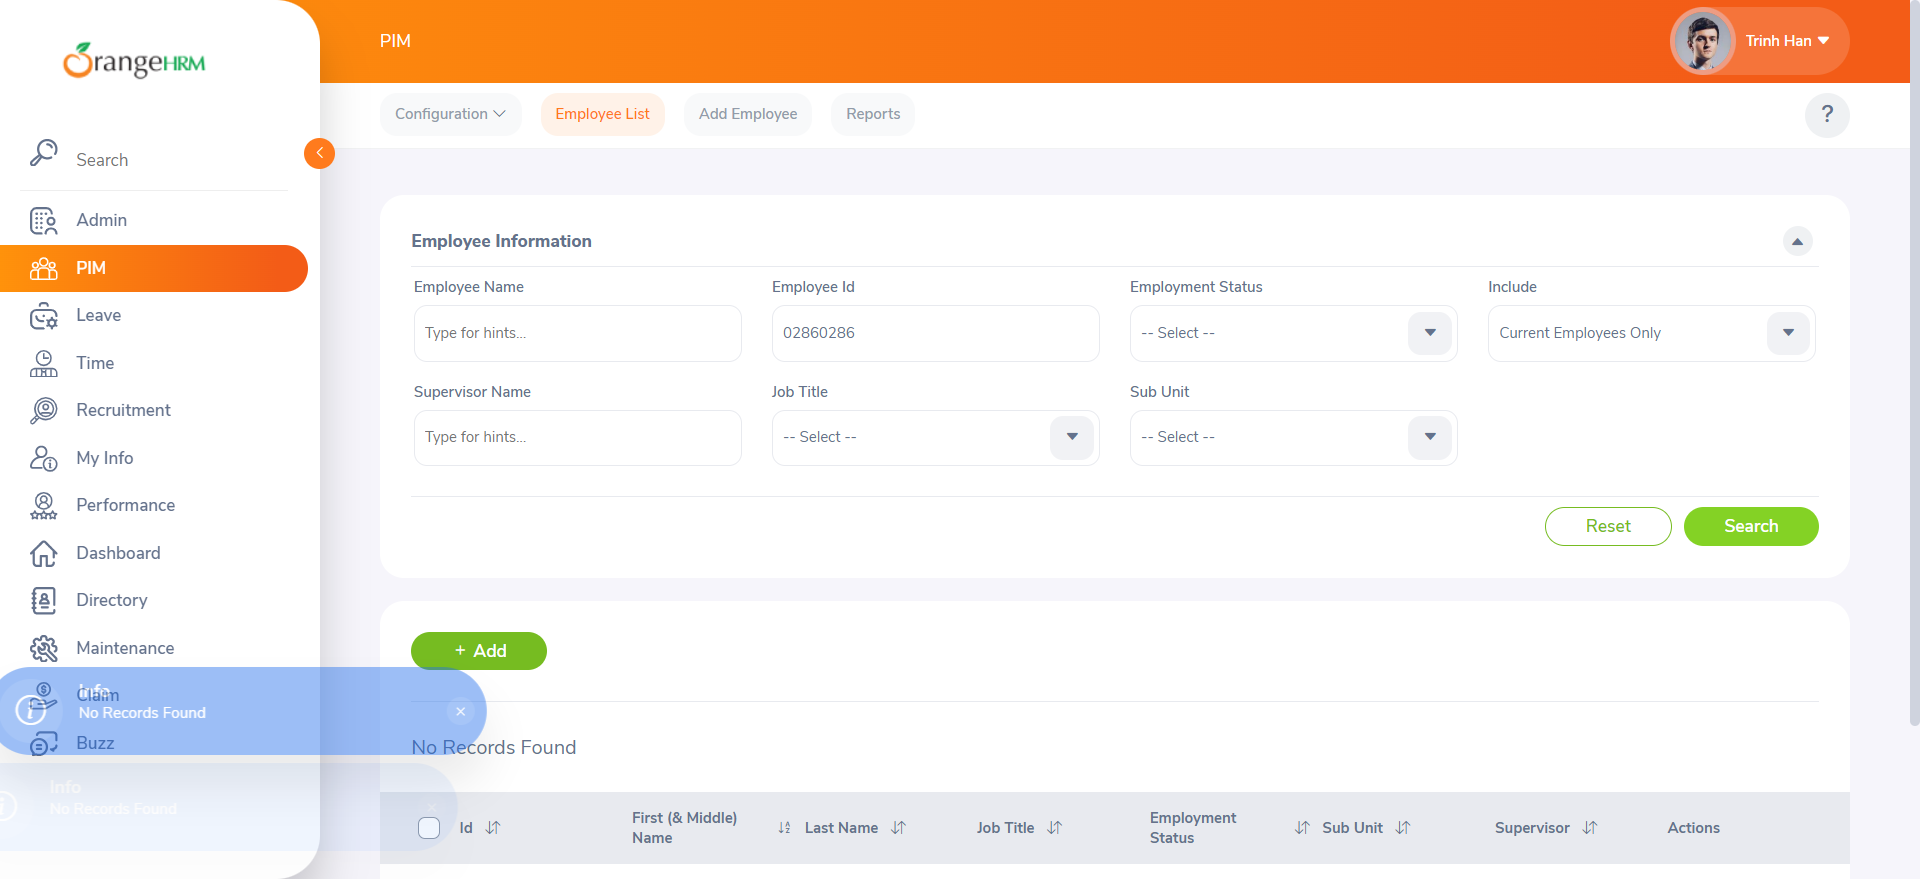 OrangeHRM
PIM
Trinh Han
Configuration
Employee List
Add Employee
Reports
?
Search
Admin
PIM
Leave
Time
Recruitment
My Info
Performance
Dashboard
Directory
Maintenance
Claim
Buzz
Employee Information
Employee Name
Employee Id
Employment Status
Include
Type for hints...
02860286
-- Select --
Current Employees Only
Supervisor Name
Job Title
Sub Unit
Type for hints...
-- Select --
-- Select --
Reset
Search
+ Add
Info
No Records Found
No Records Found
Info
No Records Found
Id
First (& Middle) Name
Last Name
Job Title
Employment Status
Sub Unit
Supervisor
Actions